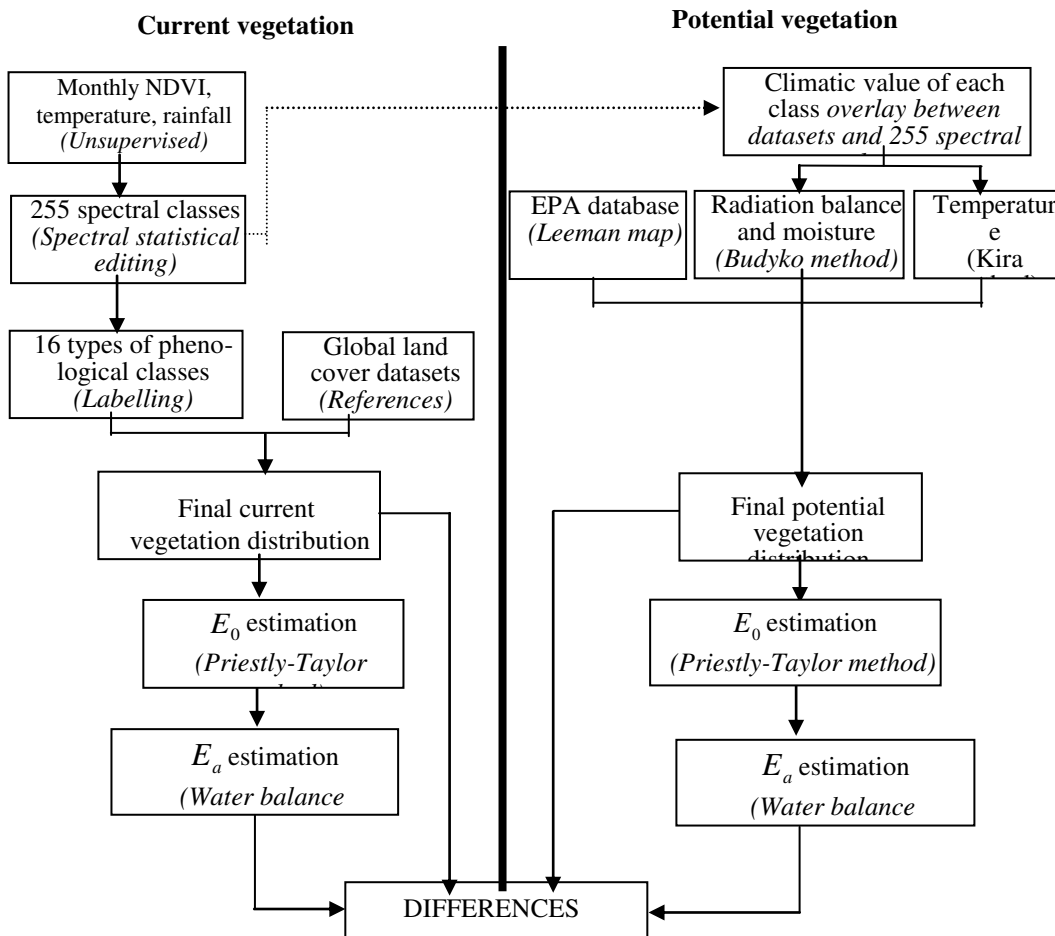 Current vegetation
Potential vegetation
Monthly NDVI,
temperature, rainfall
(Unsupervised)
255 spectral classes
(Spectral statistical
editing)
16 types of pheno-
logical classes
(Labelling)
Global land
cover datasets
(References)
Final current
vegetation distribution
E₀ estimation
(Priestly-Taylor
Eₐ estimation
(Water balance
Climatic value of each
class overlay between
datasets and 255 spectral
EPA database
(Leeman map)
Radiation balance
and moisture
(Budyko method)
Temperatur
e
(Kira
Final potential
vegetation
distribution
E₀ estimation
(Priestly-Taylor method)
Eₐ estimation
(Water balance
DIFFERENCES